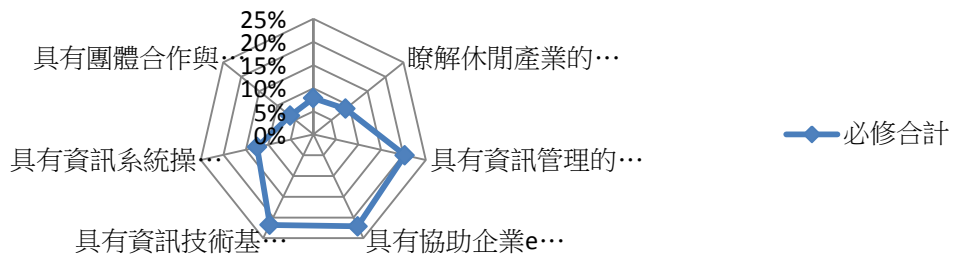 25%
20%
15%
10%
5%
0%
具有團體合作與…
瞭解休閒產業的…
具有資訊系統操…
具有資訊管理的…
具有資訊技術基…
具有協助企業e…
必修合計